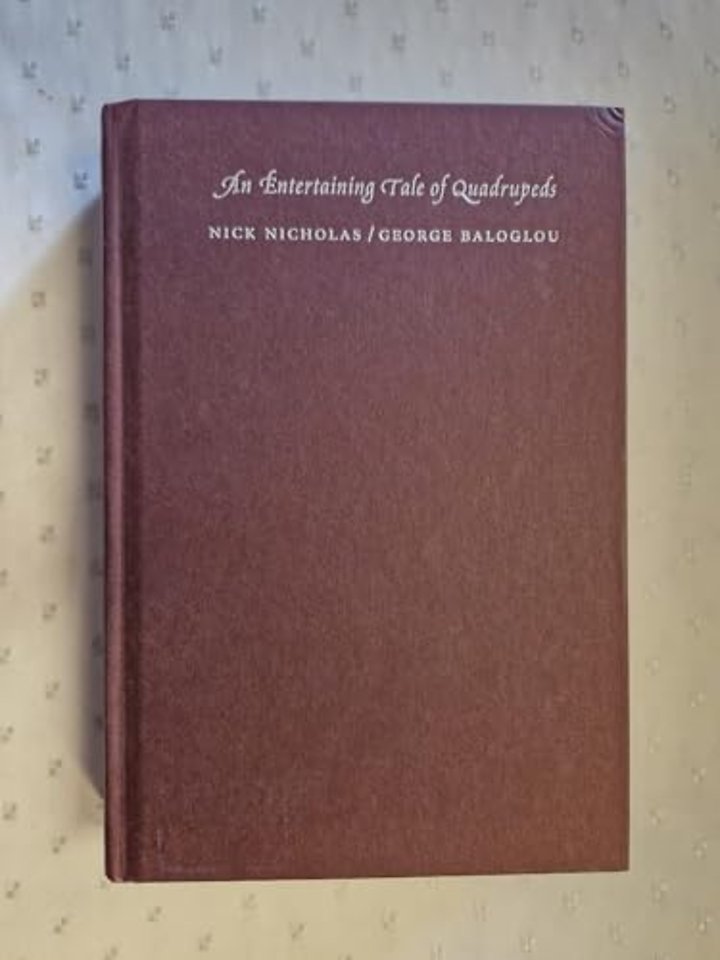 An Entertaining Tale of Quadrupeds
NICK NICHOLAS / GEORGE BALOGLOU